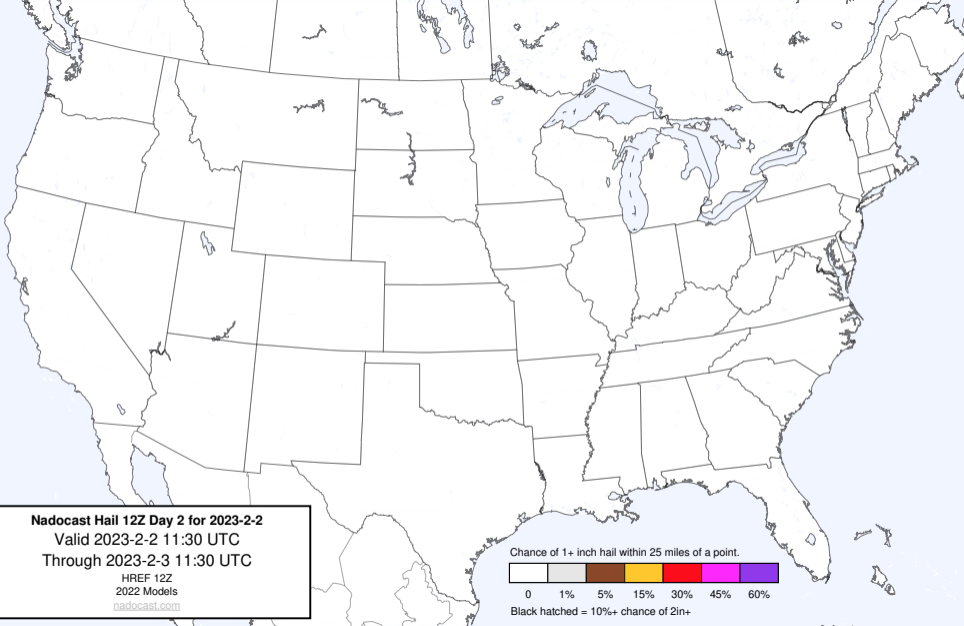 Nadocast Hail 12Z Day 2 for 2023-2-2
Valid 2023-2-2 11:30 UTC
Through 2023-2-3 11:30 UTC
HREF 12Z
2022 Models
nadocast.com
Chance of 1+ inch hail within 25 miles of a point.
0 1% 5% 15% 30% 45% 60%
Black hatched = 10%+ chance of 2in+